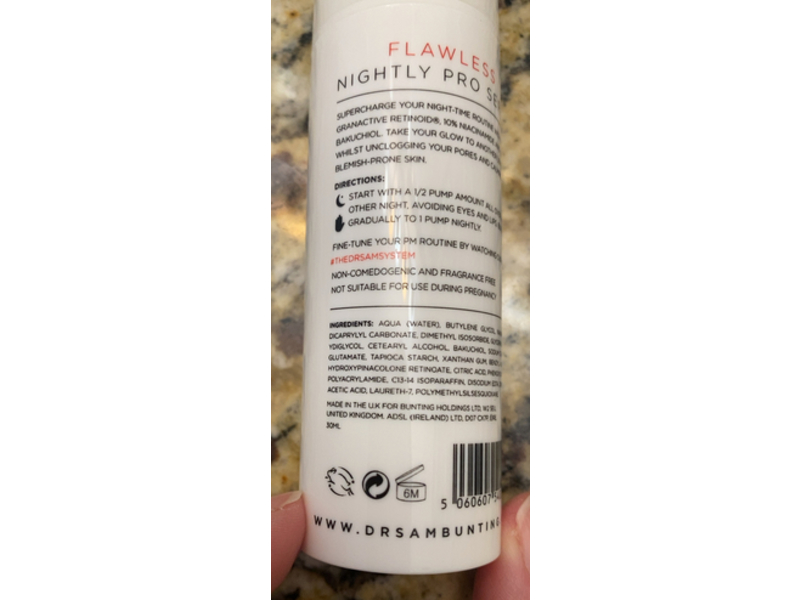 FLAWLESS
NIGHTLY PRO
SUPERCHARGE YOUR NIGHT-TIME ROUTINE
GRANACTIVE RETINOID®, 10% NIACINAMIDE
BAKUCHIOL. TAKE YOUR GLOW TO ANOTHER
WHILST UNCLOGGING YOUR PORES AND
BLEMISH-PRONE SKIN.
DIRECTIONS:
START WITH A 1/2 PUMP AMOUNT
OTHER NIGHT, AVOIDING EYES AND LIPS
GRADUALLY TO 1 PUMP NIGHTLY.
FINE-TUNE YOUR PM ROUTINE BY WATCHING
#THEDRSAMSYSTEM
NON-COMEDOGENIC AND FRAGRANCE FREE
NOT SUITABLE FOR USE DURING PREGNANCY
INGREDIENTS: AQUA (WATER), BUTYLENE GLYCOL,
DICAPRYLYL CARBONATE, DIMETHYL ISOSORBIDE,
YDIGLYCOL, CETEARYL ALCOHOL, BAKUCHIOL,
GLUTAMATE, TAPIOCA STARCH, XANTHAN GUM,
HYDROXYPINACOLONE RETINOATE, CITRIC ACID,
POLYACRYLAMIDE, C13-14 ISOPARAFFIN, DISODIUM
ACETIC ACID, LAURETH-7, POLYMETHYLSILSESQUIOXANE
MADE IN THE U.K FOR BUNTING HOLDINGS LTD,
UNITED KINGDOM. ADSL (IRELAND) LTD,
30ML
6M
5 060607
WWW.DRSAMBUNTING